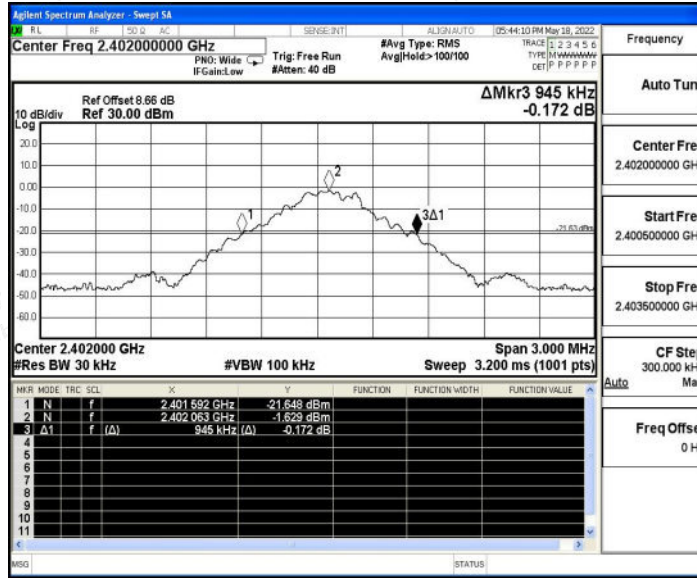 Agilent Spectrum Analyzer - Swept SA
RL RF 50 Ω AC SENSE:INT ALIGNAUTO 05:44:10 PM May 18, 2022
Center Freq 2.402000000 GHz
PNO: Wide
IFGain:Low
Trig: Free Run
#Atten: 40 dB
#Avg Type: RMS
Avg|Hold:> 100/100
TRACE 1 2 3 4 5 6
TYPE
DET P P P P P P
Frequency
Auto Tun
Center Fre
2.402000000 GH
Start Fre
2.400500000 GH
Stop Fre
2.403500000 GH
CF Ste
300.000 kH
Auto Ma
Freq Offse
0 H
ΔMkr3 945 kHz
-0.172 dB
Ref Offset 8.66 dB
10 dB/div Ref 30.00 dBm
Log
20.0
10.0
0.00
-10.0
-20.0
-30.0
-40.0
-50.0
-60.0
1
2
3Δ1
-21.63 dBm
Center 2.402000 GHz Span 3.000 MHz
#Res BW 30 kHz #VBW 100 kHz Sweep 3.200 ms (1001 pts)
MKR MODE TRC SCL X Y FUNCTION FUNCTION WIDTH FUNCTION VALUE
1 N f 2.401 592 GHz -21.648 dBm
2 N f 2.402 063 GHz -1.629 dBm
3 Δ1 f (Δ) 945 kHz (Δ) -0.172 dB
4
5
6
7
8
9
10
11
MSG STATUS